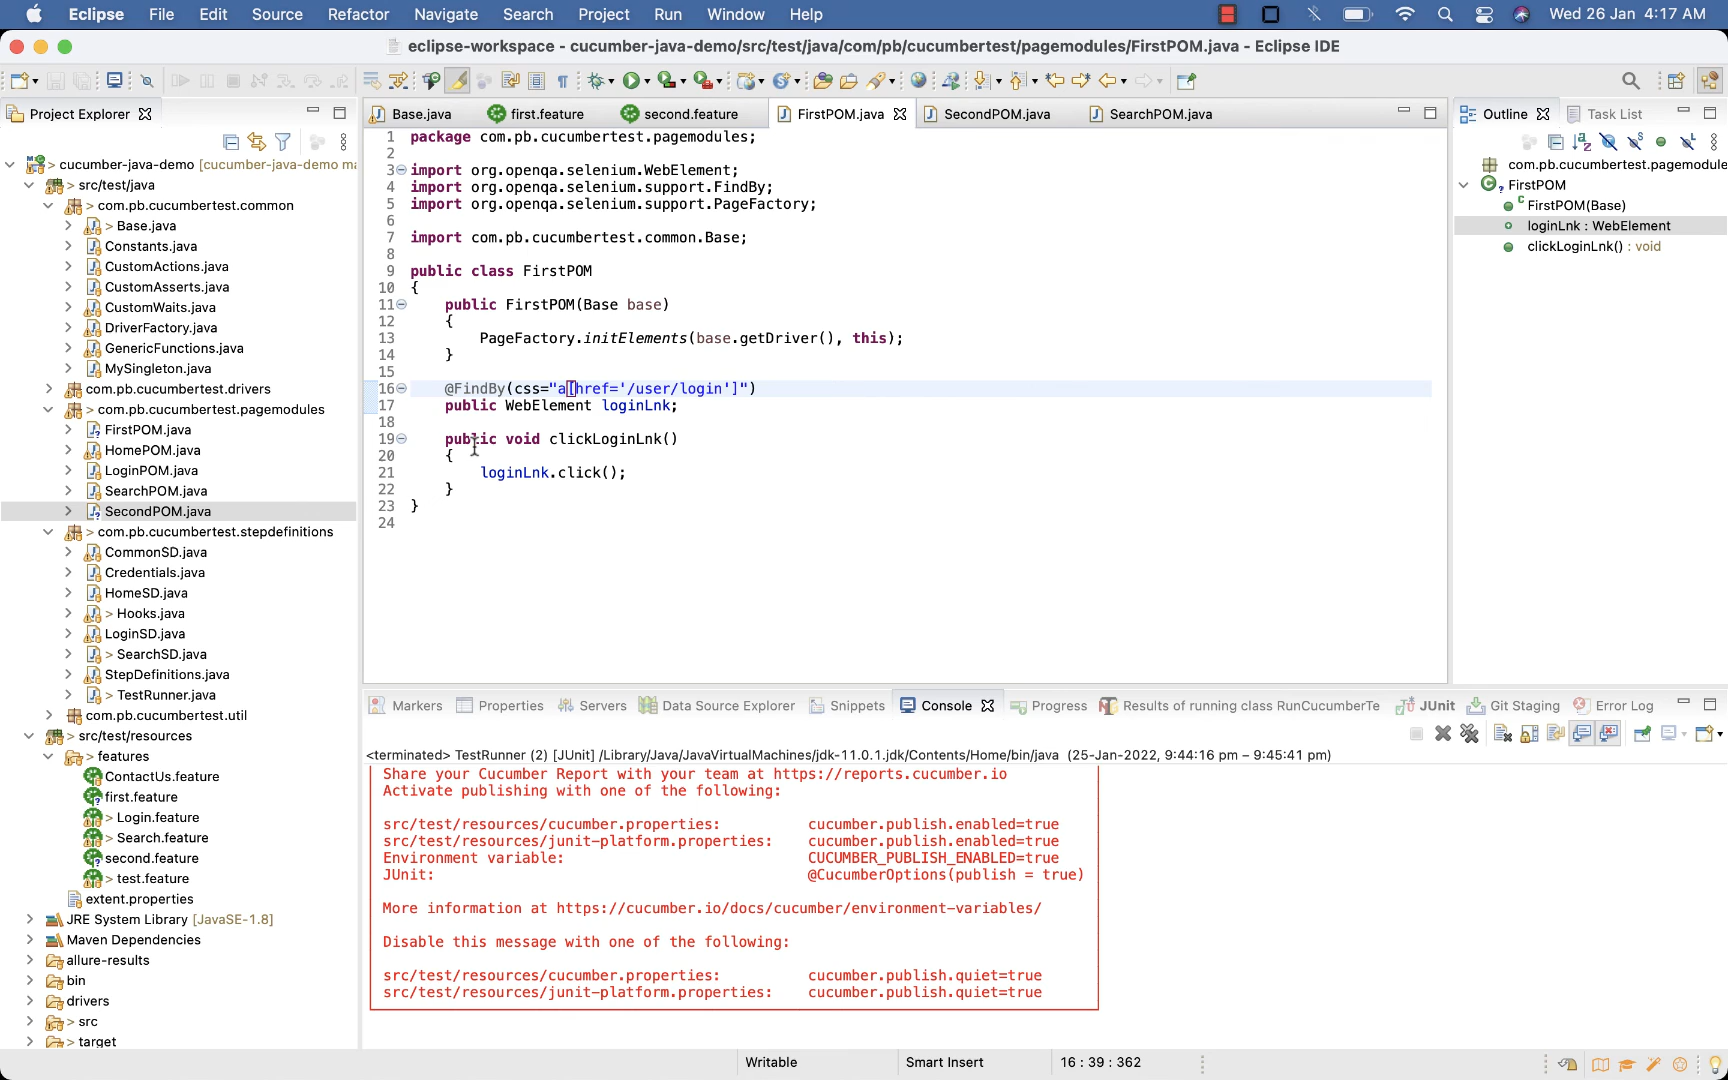 Eclipse File Edit Source Refactor Navigate Search Project Run Window Help Wed 26 Jan 4:17 AM
eclipse-workspace - cucumber-java-demo/src/test/java/com/pb/cucumbertest/pagemodules/FirstPOM.java - Eclipse IDE
Project Explorer
> cucumber-java-demo [cucumber-java-demo ma
> src/test/java
> com.pb.cucumbertest.common
> Base.java
Constants.java
CustomActions.java
CustomAsserts.java
CustomWaits.java
DriverFactory.java
GenericFunctions.java
MySingleton.java
com.pb.cucumbertest.drivers
> com.pb.cucumbertest.pagemodules
FirstPOM.java
HomePOM.java
LoginPOM.java
SearchPOM.java
SecondPOM.java
> com.pb.cucumbertest.stepdefinitions
CommonSD.java
Credentials.java
HomeSD.java
> Hooks.java
LoginSD.java
> SearchSD.java
StepDefinitions.java
> TestRunner.java
com.pb.cucumbertest.util
> src/test/resources
> features
ContactUs.feature
first.feature
> Login.feature
> Search.feature
second.feature
> test.feature
extent.properties
JRE System Library [JavaSE-1.8]
Maven Dependencies
allure-results
bin
drivers
> src
> target
Base.java first.feature second.feature FirstPOM.java SecondPOM.java SearchPOM.java
1 package com.pb.cucumbertest.pagemodules;
2
3 import org.openqa.selenium.WebElement;
4 import org.openqa.selenium.support.FindBy;
5 import org.openqa.selenium.support.PageFactory;
6
7 import com.pb.cucumbertest.common.Base;
8
9 public class FirstPOM
10 {
11 public FirstPOM(Base base)
12 {
13 PageFactory.initElements(base.getDriver(), this);
14 }
15
16 @FindBy(css="a[href='/user/login']")
17 public WebElement loginLnk;
18
19 public void clickLoginLnk()
20 {
21 loginLnk.click();
22 }
23 }
24
Outline Task List
com.pb.cucumbertest.pagemodule
FirstPOM
C FirstPOM(Base)
loginLnk : WebElement
clickLoginLnk() : void
Markers Properties Servers Data Source Explorer Snippets Console Progress Results of running class RunCucumberTe JUnit Git Staging Error Log
<terminated> TestRunner (2) [JUnit] /Library/Java/JavaVirtualMachines/jdk-11.0.1.jdk/Contents/Home/bin/java (25-Jan-2022, 9:44:16 pm – 9:45:41 pm)
Share your Cucumber Report with your team at https://reports.cucumber.io
Activate publishing with one of the following:
src/test/resources/cucumber.properties: cucumber.publish.enabled=true
src/test/resources/junit-platform.properties: cucumber.publish.enabled=true
Environment variable: CUCUMBER_PUBLISH_ENABLED=true
JUnit: @CucumberOptions(publish = true)
More information at https://cucumber.io/docs/cucumber/environment-variables/
Disable this message with one of the following:
src/test/resources/cucumber.properties: cucumber.publish.quiet=true
src/test/resources/junit-platform.properties: cucumber.publish.quiet=true
Writable Smart Insert 16 : 39 : 362